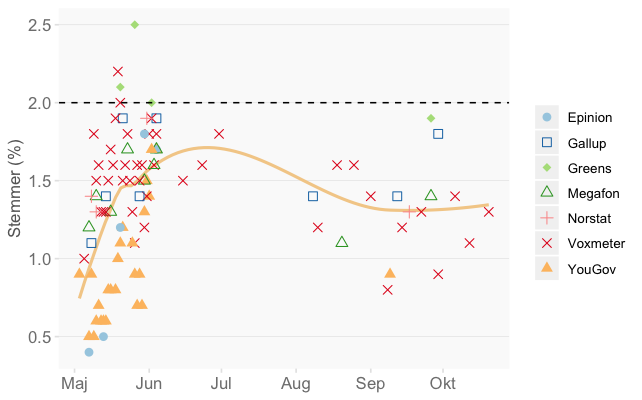 Stemmer (%)
2.5
2.0
1.5
1.0
0.5
Maj Jun Jul Aug Sep Okt
Epinion
Gallup
Greens
Megafon
Norstat
Voxmeter
YouGov